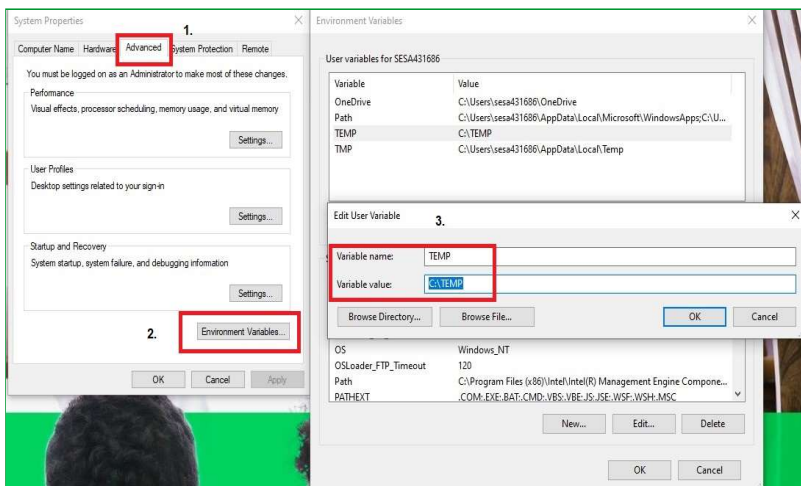 System Properties
1.
Computer Name Hardware Advanced System Protection Remote
You must be logged on as an Administrator to make most of these changes.
Performance
Visual effects, processor scheduling, memory usage, and virtual memory
Settings...
User Profiles
Desktop settings related to your sign-in
Settings...
Startup and Recovery
System startup, system failure, and debugging information
Settings...
2.
Environment Variables...
OK Cancel Apply
Environment Variables
User variables for SESA431686
Variable Value
OneDrive C:\Users\sesa431686\OneDrive
Path C:\Users\sesa431686\AppData\Local\Microsoft\WindowsApps;C:\U...
TEMP C:\TEMP
TMP C:\Users\sesa431686\AppData\Local\Temp
Edit User Variable
3.
Variable name: TEMP
Variable value: C:\TEMP
Browse Directory... Browse File... OK Cancel
OS Windows_NT
OSLoader_FTP_Timeout 120
Path C:\Program Files (x86)\Intel\Intel(R) Management Engine Compone...
PATHEXT .COM;.EXE;.BAT;.CMD;.VBS;.VBE;.JS;.JSE;.WSF;.WSH;.MSC
New... Edit... Delete
OK Cancel